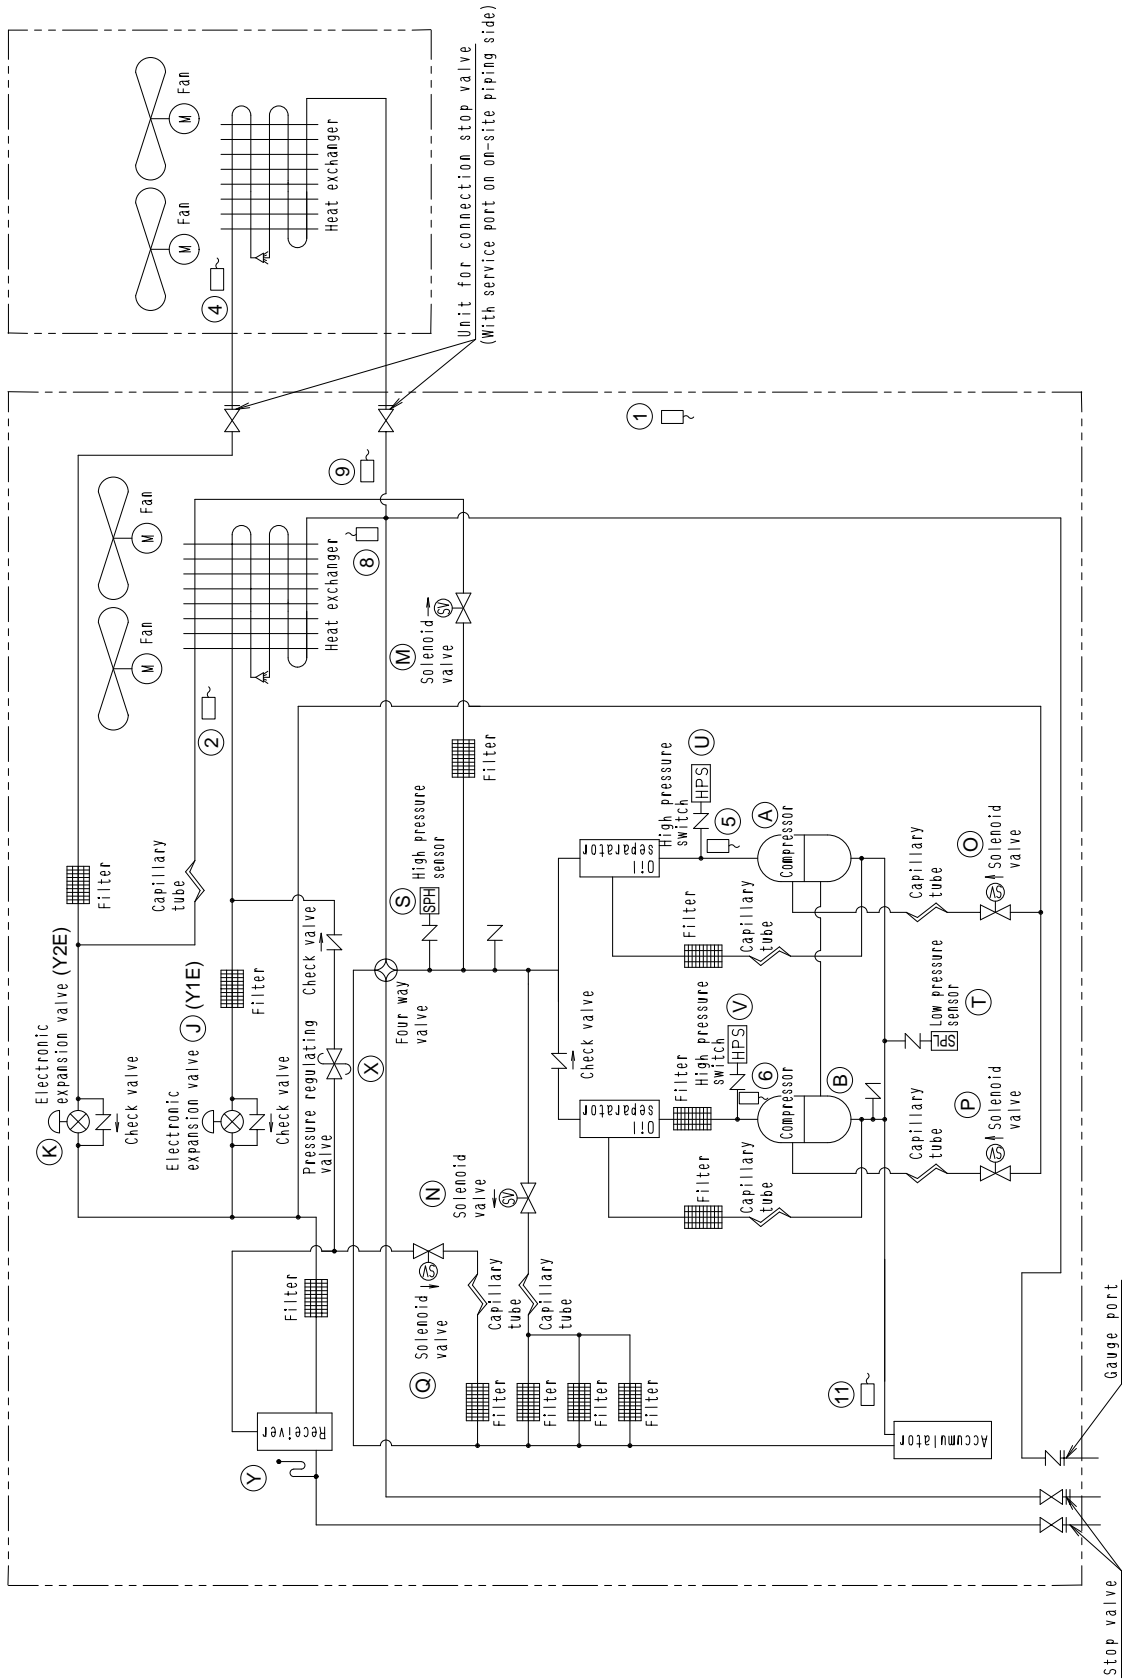 K
Electronic
expansion valve (Y2E)
Check valve
Filter
Capillary
tube
M
Fan
M
Fan
M
Fan
M
Fan
Electronic
expansion valve
J (Y1E)
Check valve
Filter
2
4
Heat exchanger
Heat exchanger
Y
Receiver
Filter
Pressure regulating
valve
Check valve
X
Four way
valve
S
SPH
High pressure
sensor
8
9
Q
SV
Solenoid
valve
N
Solenoid
valve
SV
M
Solenoid
valve
SV
Filter
Unit for connection stop valve
(With service port on on-site piping side)
Capillary
tube
Capillary
tube
Filter
Filter
Filter
Filter
Check valve
Oil
separator
Oil
separator
Filter
High pressure
switch
HPS
V
6
High pressure
switch
HPS
U
5
1
Filter
Capillary
tube
Filter
Capillary
tube
Compressor
B
Compressor
A
11
Accumulator
Capillary
tube
Capillary
tube
SPL
Low pressure
sensor
T
P
SV
Solenoid
valve
O
SV
Solenoid
valve
Stop valve
Gauge port